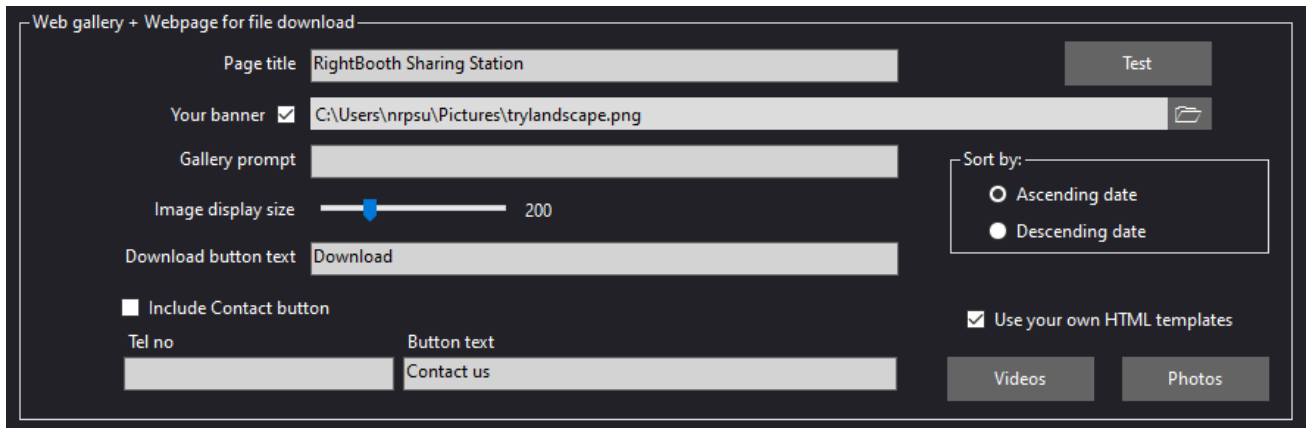 Web gallery + Webpage for file download
Page title RightBooth Sharing Station Test
Your banner C:\Users\nrpsu\Pictures\trylandscape.png
Gallery prompt
Sort by:
Ascending date
Image display size 200
Descending date
Download button text Download
Include Contact button
Use your own HTML templates
Tel no Button text
Contact us
Videos Photos